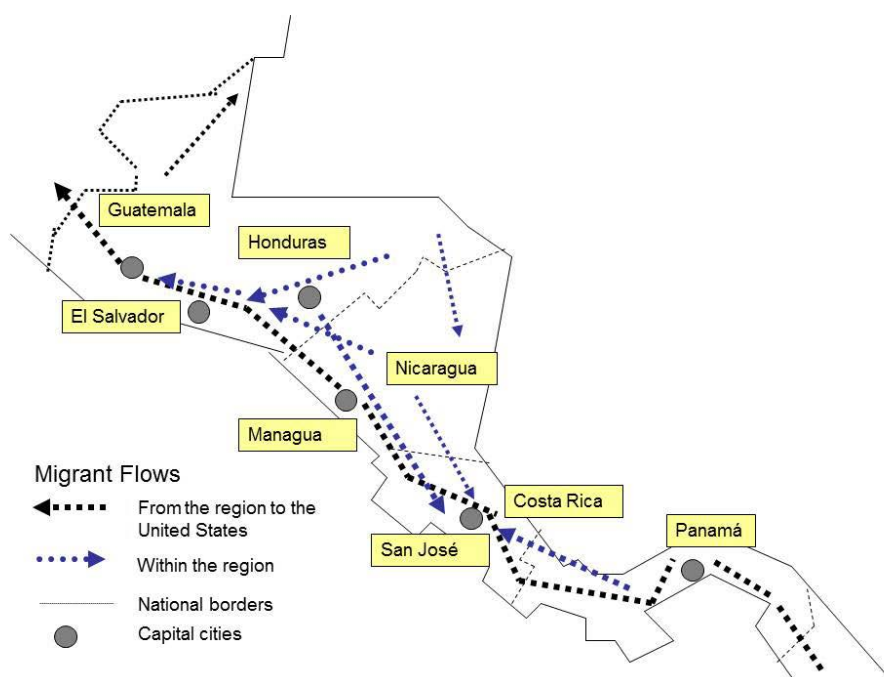 Guatemala
Honduras
El Salvador
Nicaragua
Managua
Migrant Flows
From the region to the
United States
Costa Rica
Panamá
San José
Within the region
National borders
Capital cities